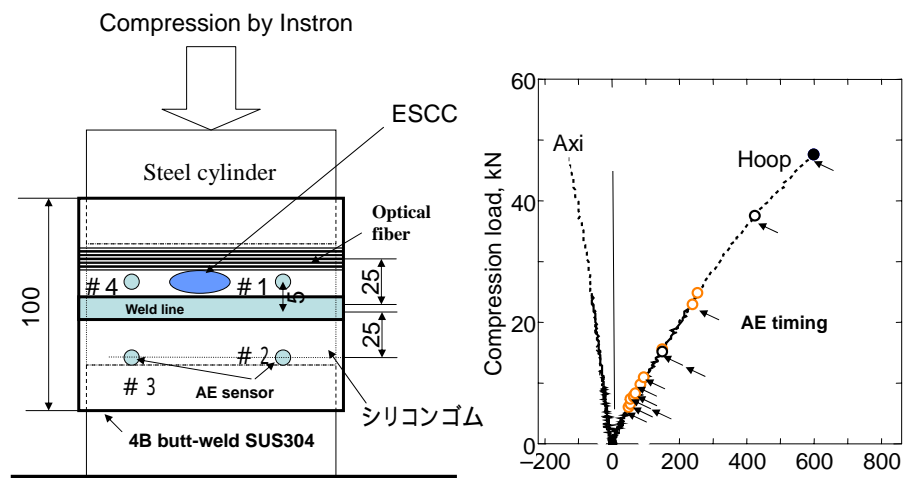 Compression by Instron
ESCC
Steel cylinder
Optical
fiber
#4
#1
5
25
100
Weld line
25
#2
#3
AE sensor
シリコンゴム
4B butt-weld SUS304
60
Axi
Hoop
Compression load, kN
40
AE timing
20
0
−200
0
200
400
600
800